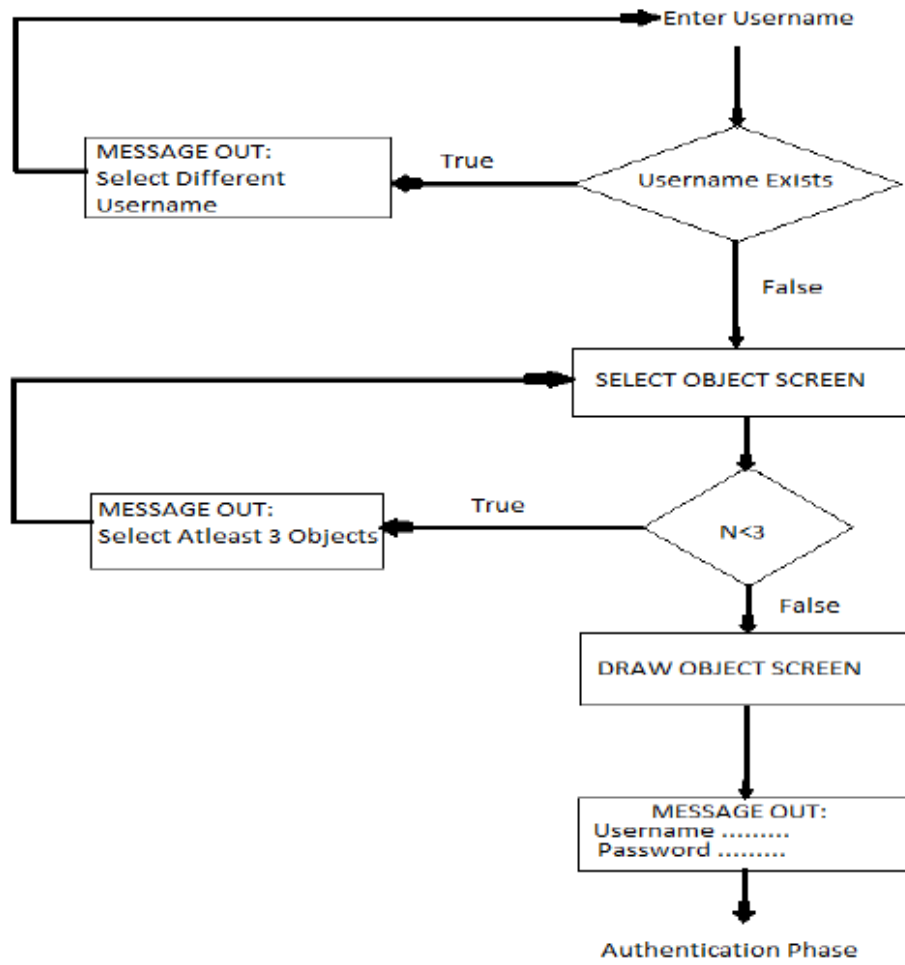 Enter Username
MESSAGE OUT:
Select Different
Username
True
Username Exists
False
SELECT OBJECT SCREEN
MESSAGE OUT:
Select Atleast 3 Objects
True
N<3
False
DRAW OBJECT SCREEN
MESSAGE OUT:
Username .........
Password .........
Authentication Phase